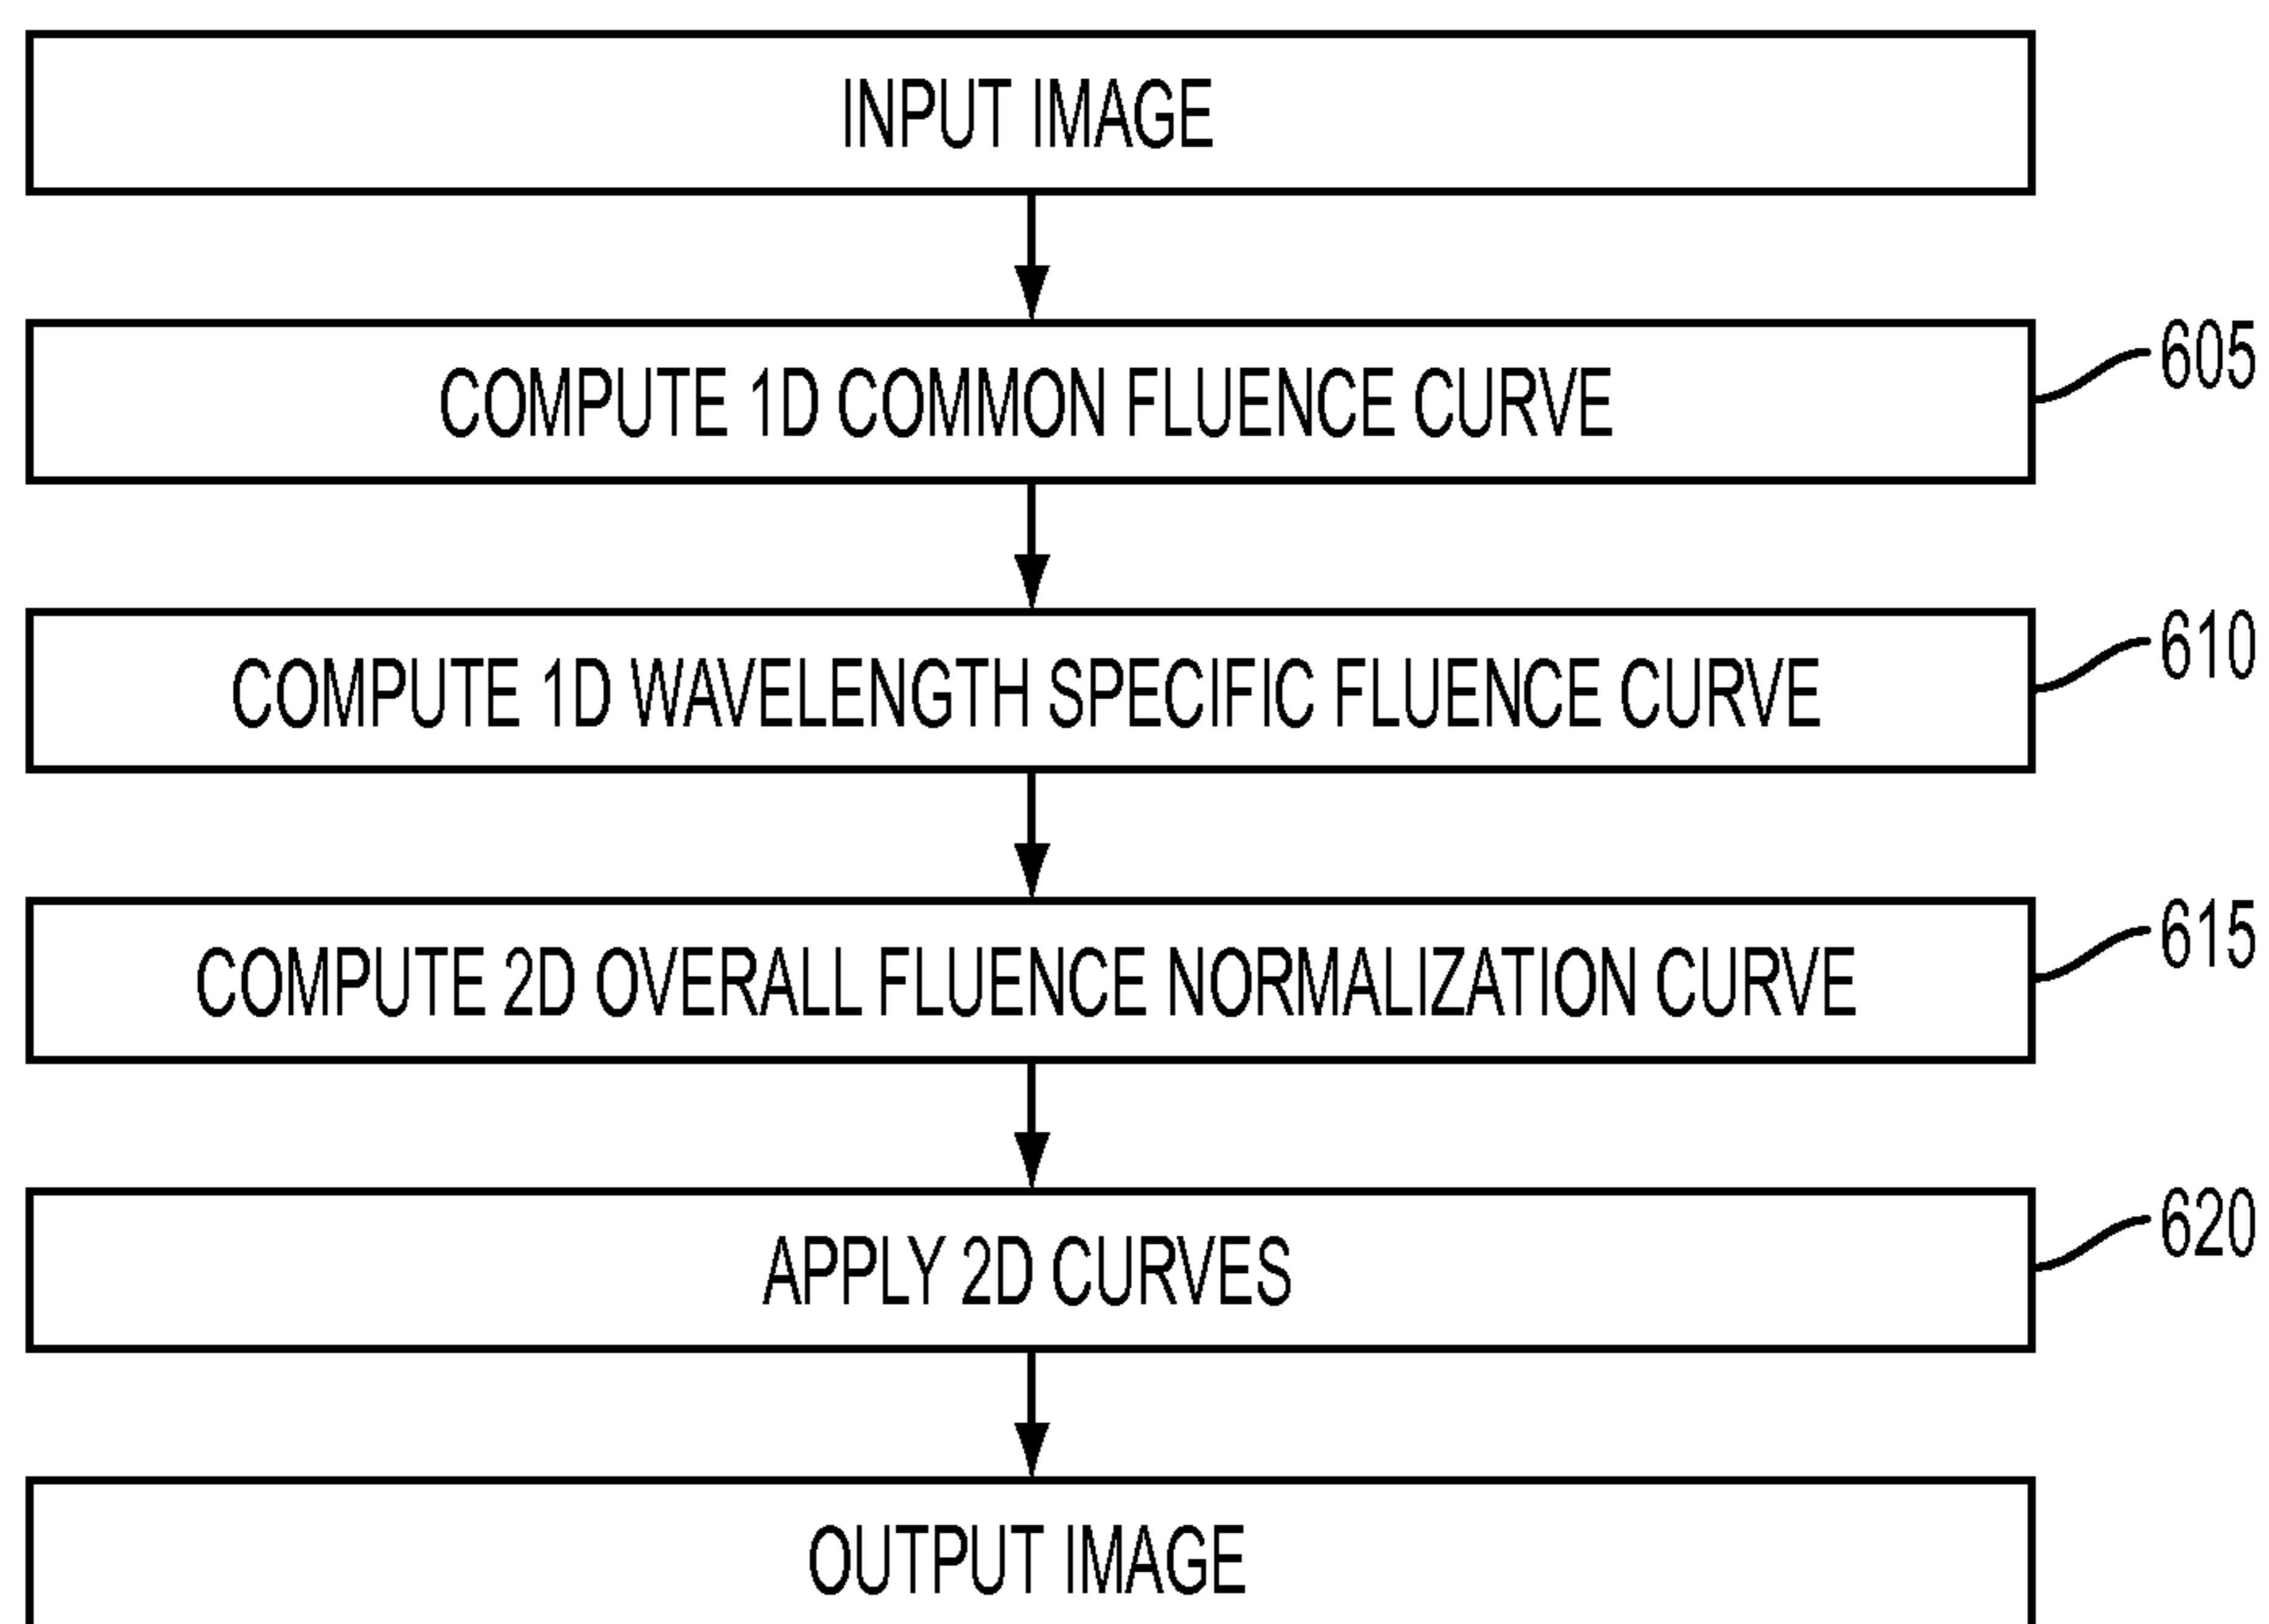 INPUT IMAGE
COMPUTE 1D COMMON FLUENCE CURVE
605
COMPUTE 1D WAVELENGTH SPECIFIC FLUENCE CURVE
610
COMPUTE 2D OVERALL FLUENCE NORMALIZATION CURVE
615
APPLY 2D CURVES
620
OUTPUT IMAGE